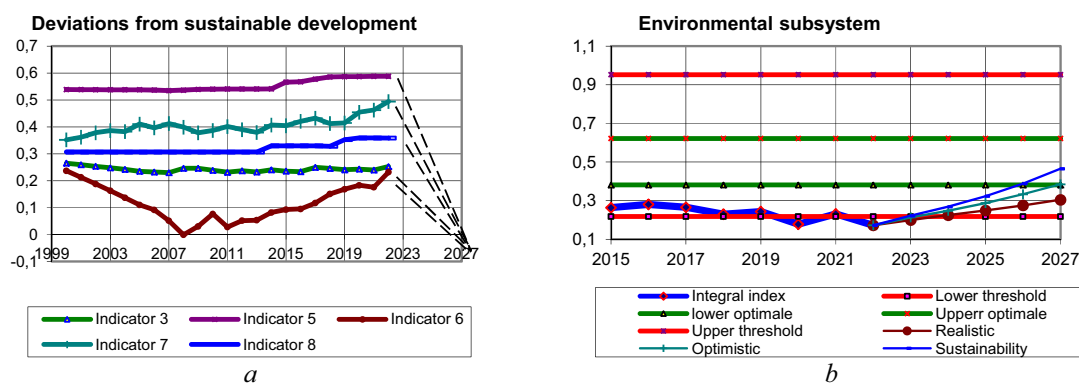 Deviations from sustainable development
0,7
0,6
0,5
0,4
0,3
0,2
0,1
0
-0,1
1999 2003 2007 2011 2015 2019 2023 2027
Indicator 3 Indicator 5 Indicator 6
Indicator 7 Indicator 8
a
Environmental subsystem
1,1
0,9
0,7
0,5
0,3
0,1
2015 2017 2019 2021 2023 2025 2027
Integral index Lower threshold
lower optimale Upperr optimale
Upper threshold Realistic
Optimistic Sustainability
b